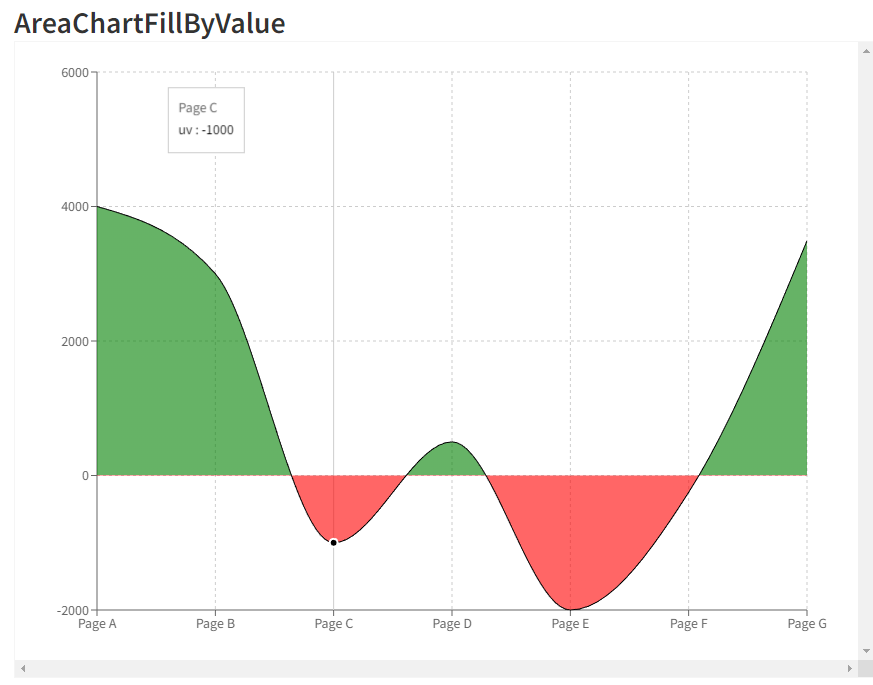 AreaChartFillByValue
6000
Page C
uv : -1000
4000
2000
0
-2000
Page A Page B Page C Page D Page E Page F Page G